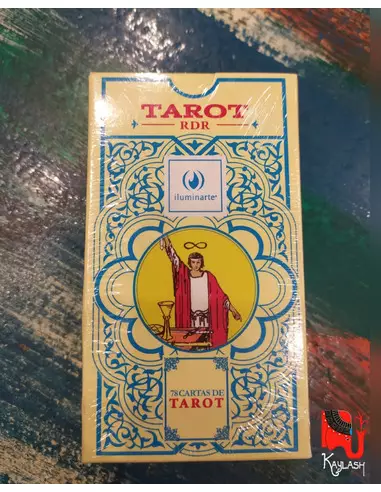 TAROT
RDR
iluminarte®
78 CARTAS DE
TAROT
KAYLASH